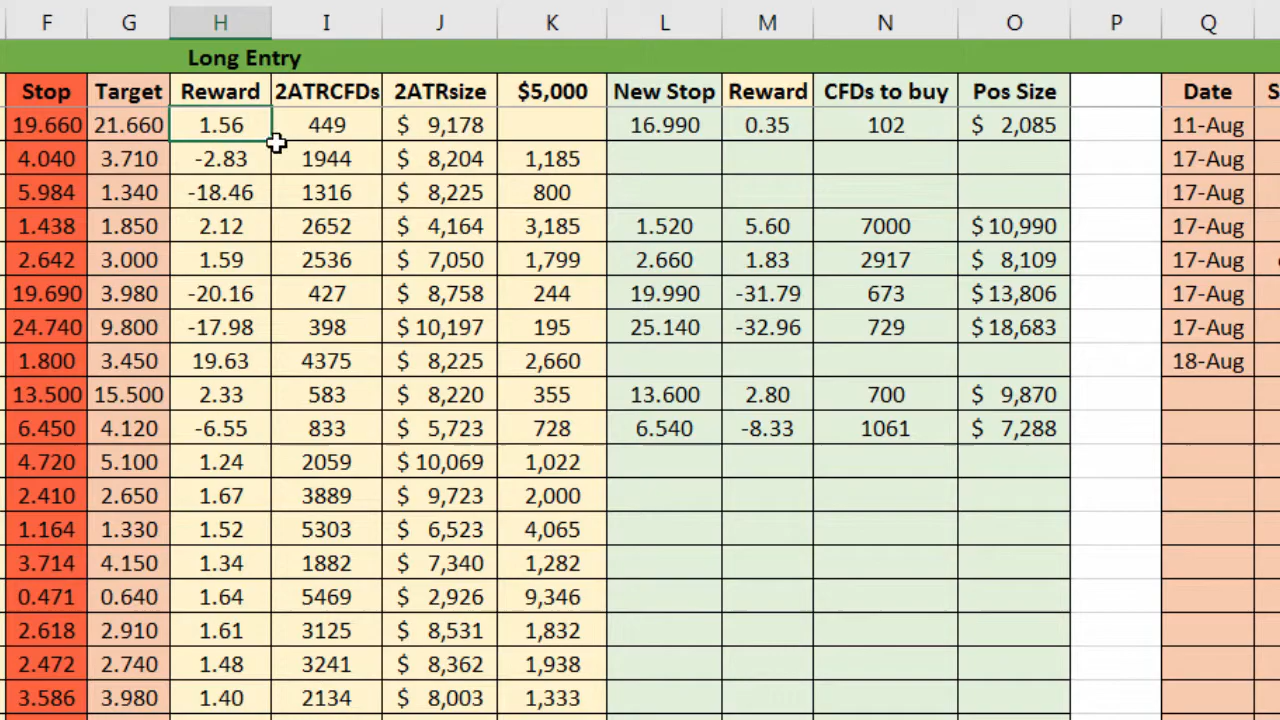 F G H I J K L M N O P Q
Long Entry
Stop Target Reward 2ATRCFDs 2ATRsize $5,000 New Stop Reward CFDs to buy Pos Size Date S
19.660 21.660 1.56 449 $ 9,178 16.990 0.35 102 $ 2,085 11-Aug
4.040 3.710 -2.83 1944 $ 8,204 1,185 17-Aug
5.984 1.340 -18.46 1316 $ 8,225 800 17-Aug
1.438 1.850 2.12 2652 $ 4,164 3,185 1.520 5.60 7000 $ 10,990 17-Aug
2.642 3.000 1.59 2536 $ 7,050 1,799 2.660 1.83 2917 $ 8,109 17-Aug
19.690 3.980 -20.16 427 $ 8,758 244 19.990 -31.79 673 $ 13,806 17-Aug
24.740 9.800 -17.98 398 $ 10,197 195 25.140 -32.96 729 $ 18,683 17-Aug
1.800 3.450 19.63 4375 $ 8,225 2,660 18-Aug
13.500 15.500 2.33 583 $ 8,220 355 13.600 2.80 700 $ 9,870
6.450 4.120 -6.55 833 $ 5,723 728 6.540 -8.33 1061 $ 7,288
4.720 5.100 1.24 2059 $ 10,069 1,022
2.410 2.650 1.67 3889 $ 9,723 2,000
1.164 1.330 1.52 5303 $ 6,523 4,065
3.714 4.150 1.34 1882 $ 7,340 1,282
0.471 0.640 1.64 5469 $ 2,926 9,346
2.618 2.910 1.61 3125 $ 8,531 1,832
2.472 2.740 1.48 3241 $ 8,362 1,938
3.586 3.980 1.40 2134 $ 8,003 1,333